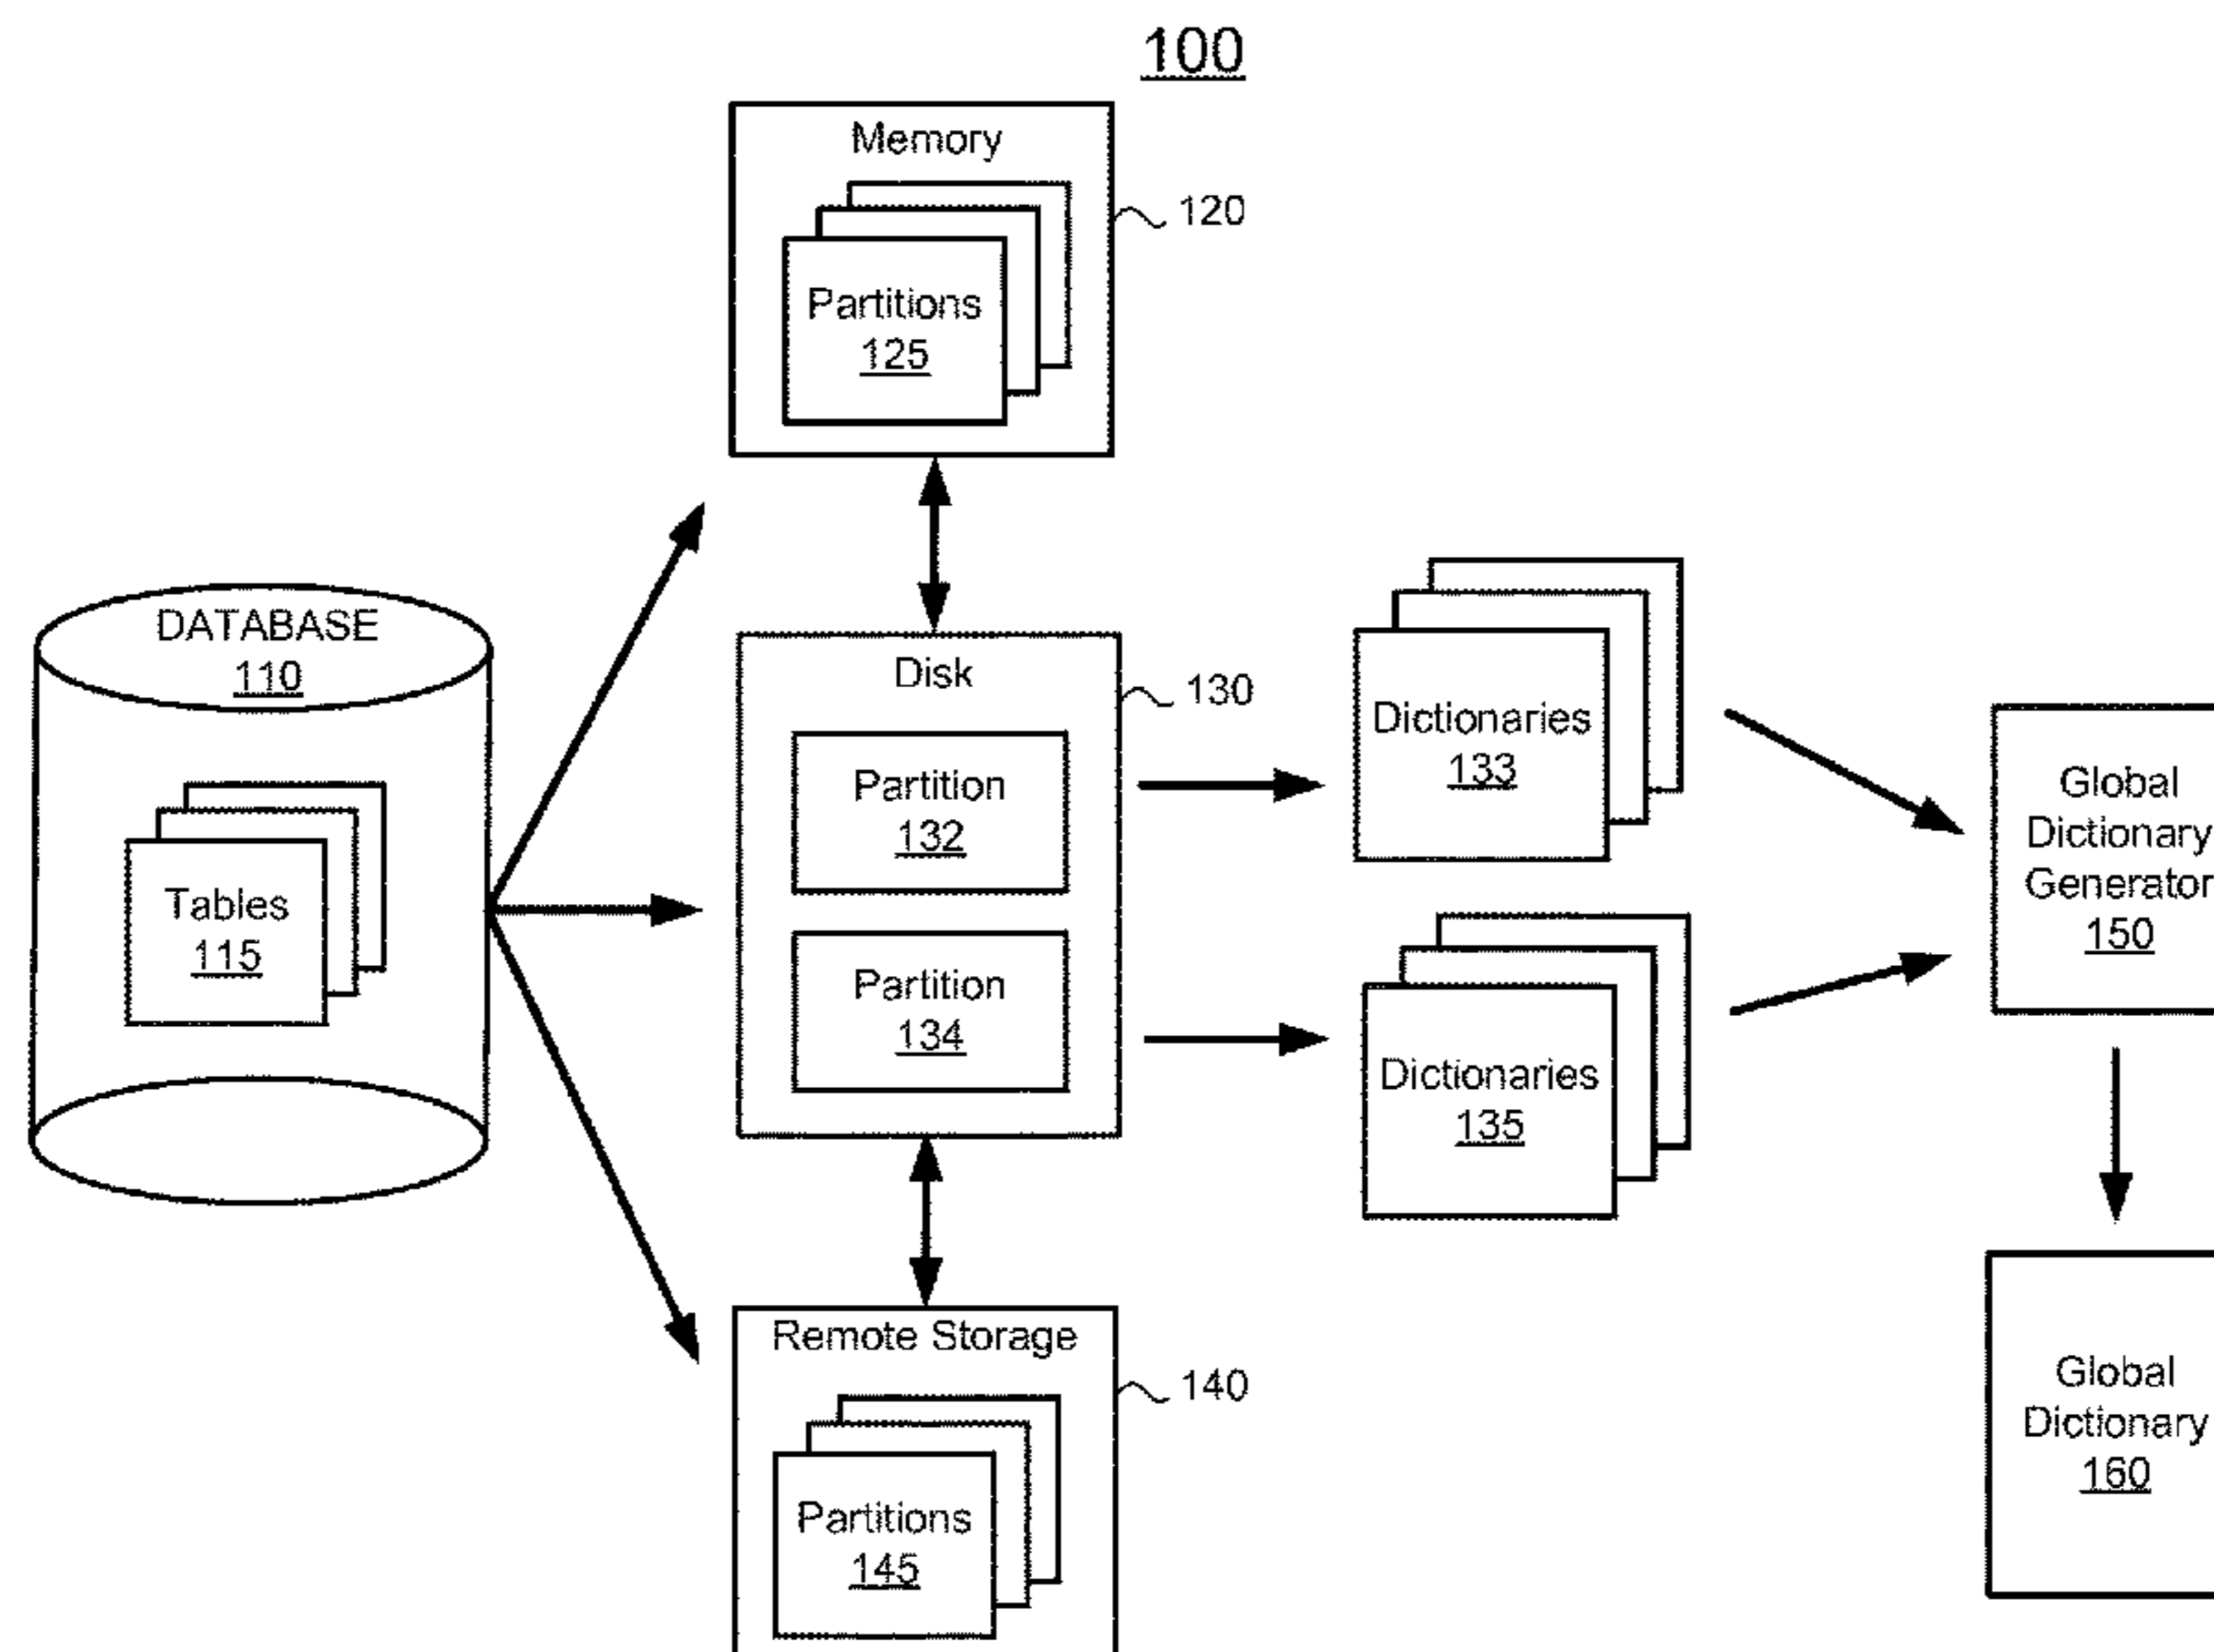 100
Memory
120
Partitions
125
DATABASE
110
Tables
115
Disk
130
Partition
132
Partition
134
Dictionaries
133
Dictionaries
135
Global
Dictionary
Generator
150
Remote Storage
140
Partitions
145
Global
Dictionary
160